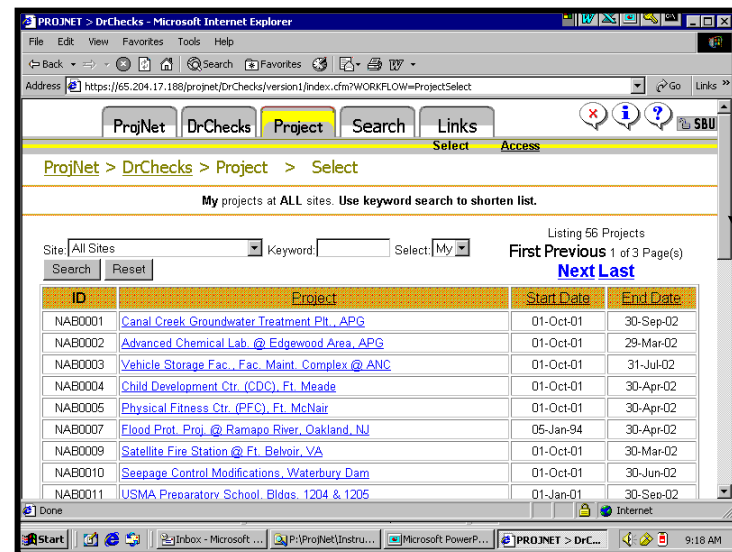 PROJNET > DrChecks - Microsoft Internet Explorer
File Edit View Favorites Tools Help
Back Search Favorites
Address https://65.204.17.188/projnet/DrChecks/version1/index.cfm?WORKFLOW=ProjectSelect Go Links »
ProjNet DrChecks Project Search Links SBU
Select Access
ProjNet > DrChecks > Project > Select
My projects at ALL sites. Use keyword search to shorten list.
Listing 56 Projects
Site: All Sites Keyword: Select: My First Previous 1 of 3 Page(s)
Search Reset Next Last
ID Project Start Date End Date
NAB0001 Canal Creek Groundwater Treatment Plt., APG 01-Oct-01 30-Sep-02
NAB0002 Advanced Chemical Lab. @ Edgewood Area, APG 01-Oct-01 29-Mar-02
NAB0003 Vehicle Storage Fac., Fac. Maint. Complex @ ANC 01-Oct-01 31-Jul-02
NAB0004 Child Development Ctr. (CDC), Ft. Meade 01-Oct-01 30-Apr-02
NAB0005 Physical Fitness Ctr. (PFC), Ft. McNair 01-Oct-01 30-Apr-02
NAB0007 Flood Prot. Proj. @ Ramapo River, Oakland, NJ 05-Jan-94 30-Apr-02
NAB0009 Satellite Fire Station @ Ft. Belvoir, VA 01-Oct-01 30-Mar-02
NAB0010 Seepage Control Modifications, Waterbury Dam 01-Oct-01 30-Jun-02
NAB0011 USMA Preparatory School, Bldgs. 1204 & 1205 01-Jan-01 30-Sep-02
Done Internet
Start Inbox - Microsoft ... P:\ProjNet\Instru... Microsoft PowerP... PROJNET > DrC... 9:18 AM